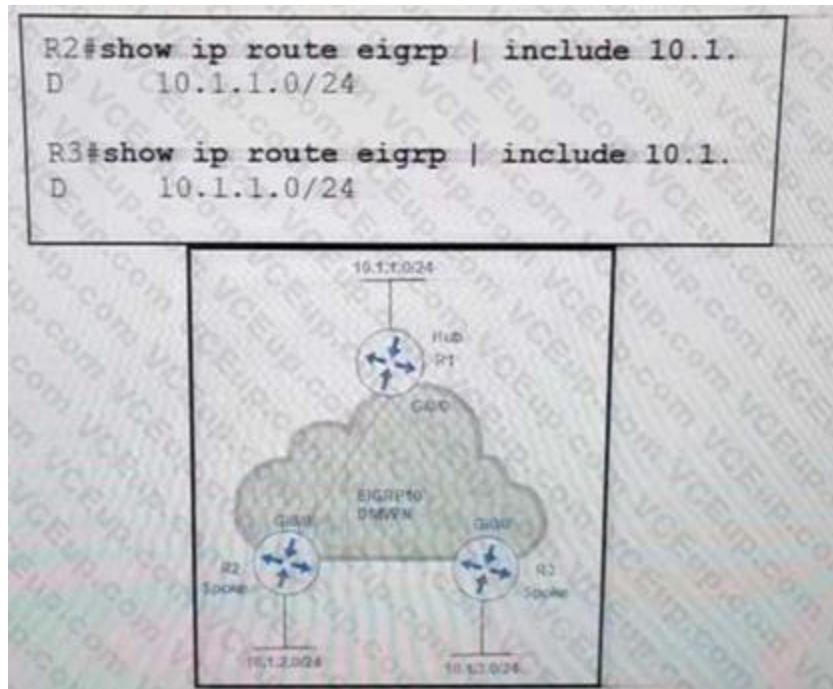 R2#show ip route eigrp | include 10.1.
D 10.1.1.0/24
R3#show ip route eigrp | include 10.1.
D 10.1.1.0/24
10.1.1.0/24
Hub
R1
Gi0/0
EIGRP10
DMVPN
Gi0/0
Gi0/0
R2
Spoke
R3
Spoke
10.1.2.0/24
10.1.3.0/24
VCEup.com